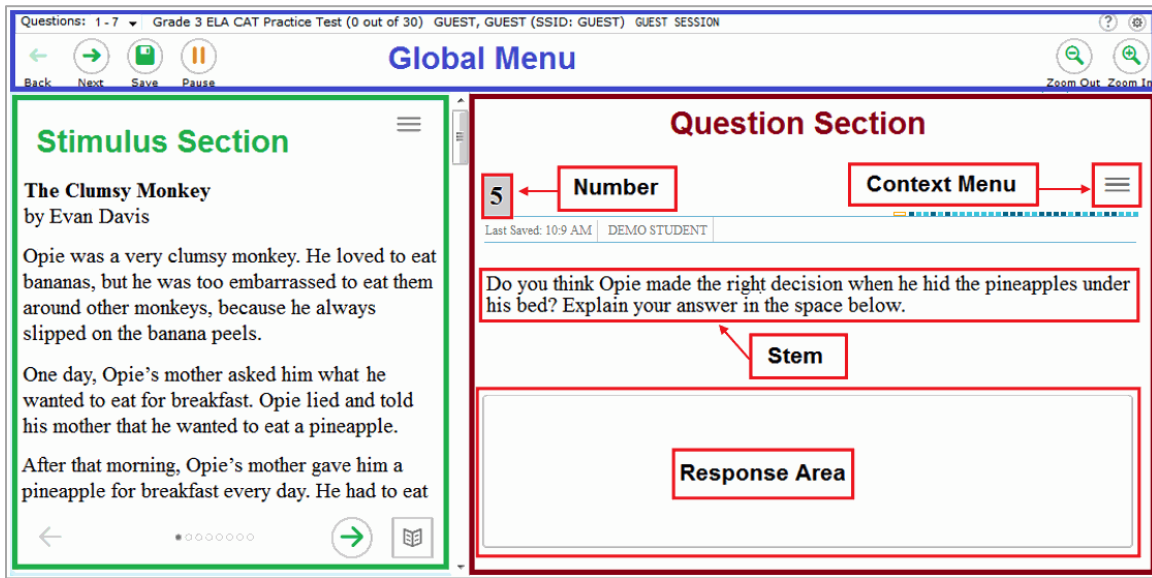 Questions: 1 - 7 Grade 3 ELA CAT Practice Test (0 out of 30) GUEST, GUEST (SSID: GUEST) GUEST SESSION ?
Back Next Save Pause
Global Menu
Zoom Out Zoom In
Stimulus Section
The Clumsy Monkey
by Evan Davis
Opie was a very clumsy monkey. He loved to eat
bananas, but he was too embarrassed to eat them
around other monkeys, because he always
slipped on the banana peels.
One day, Opie’s mother asked him what he
wanted to eat for breakfast. Opie lied and told
his mother that he wanted to eat a pineapple.
After that morning, Opie’s mother gave him a
pineapple for breakfast every day. He had to eat
Question Section
5
Number
Context Menu
Last Saved: 10:9 AM DEMO STUDENT
Do you think Opie made the right decision when he hid the pineapples under
his bed? Explain your answer in the space below.
Stem
Response Area